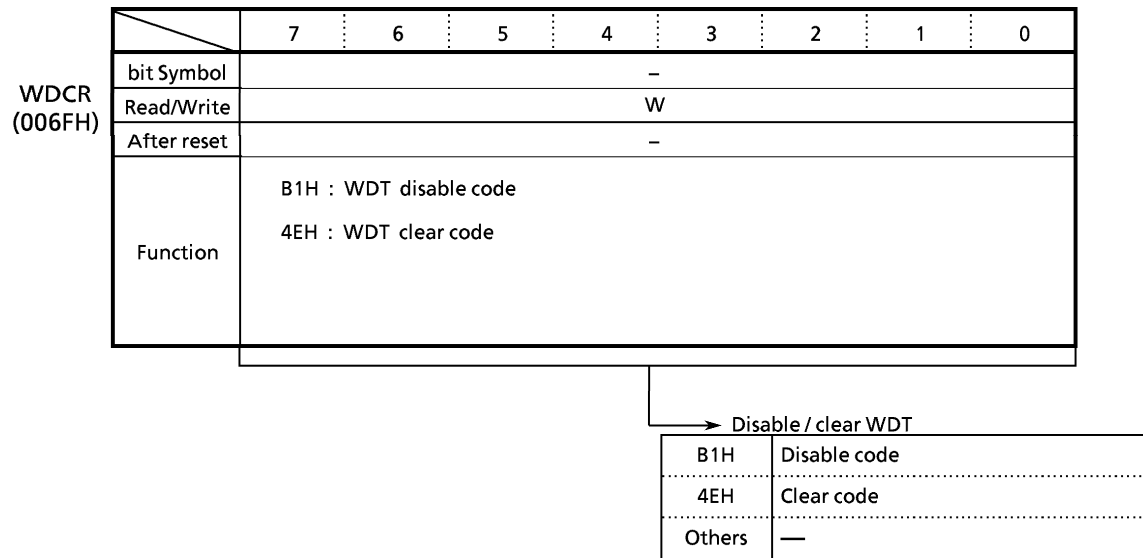 7 6 5 4 3 2 1 0
bit Symbol –
WDCR
(006FH)
Read/Write W
After reset –
Function
B1H : WDT disable code
4EH : WDT clear code
Disable / clear WDT
B1H Disable code
4EH Clear code
Others —